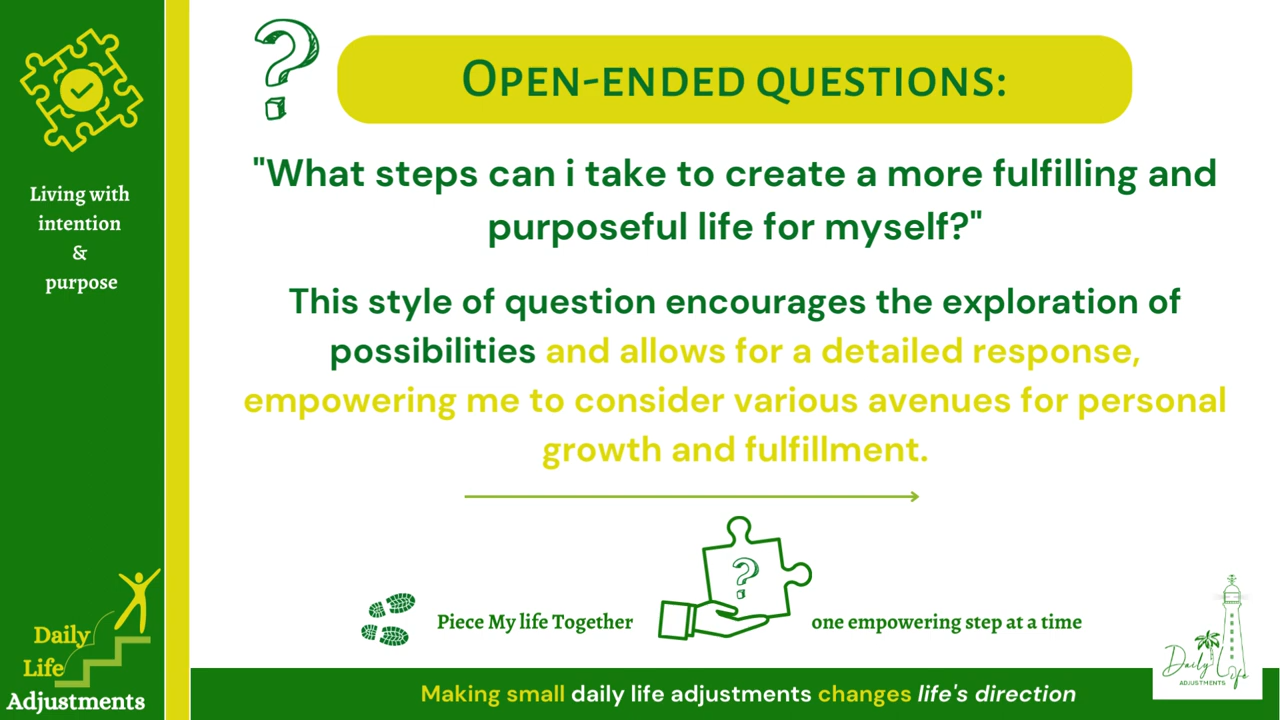 Living with
intention
&
purpose
Daily
Life
Adjustments
?
OPEN-ENDED QUESTIONS:
"What steps can i take to create a more fulfilling and
purposeful life for myself?"
This style of question encourages the exploration of
possibilities and allows for a detailed response,
empowering me to consider various avenues for personal
growth and fulfillment.
?
Piece My life Together
one empowering step at a time
Making small daily life adjustments changes life's direction
Daily Life
ADJUSTMENTS